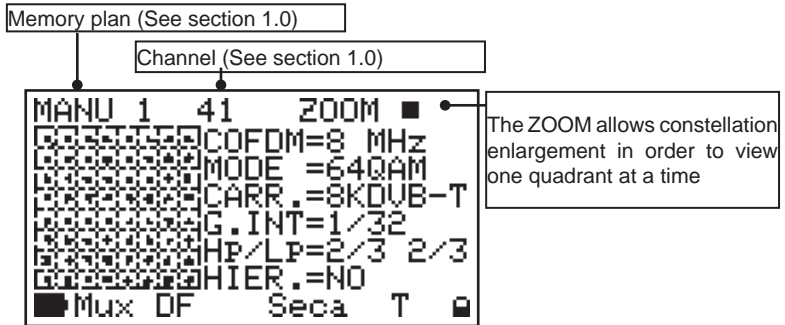 Memory plan (See section 1.0)
Channel (See section 1.0)
MANU 1 41 ZOOM
COFDM=8 MHz
MODE =64QAM
CARR.=8KDVB-T
G.INT=1/32
HP/LP=2/3 2/3
HIER.=NO
Mux DF Seca T
The ZOOM allows constellation
enlargement in order to view
one quadrant at a time